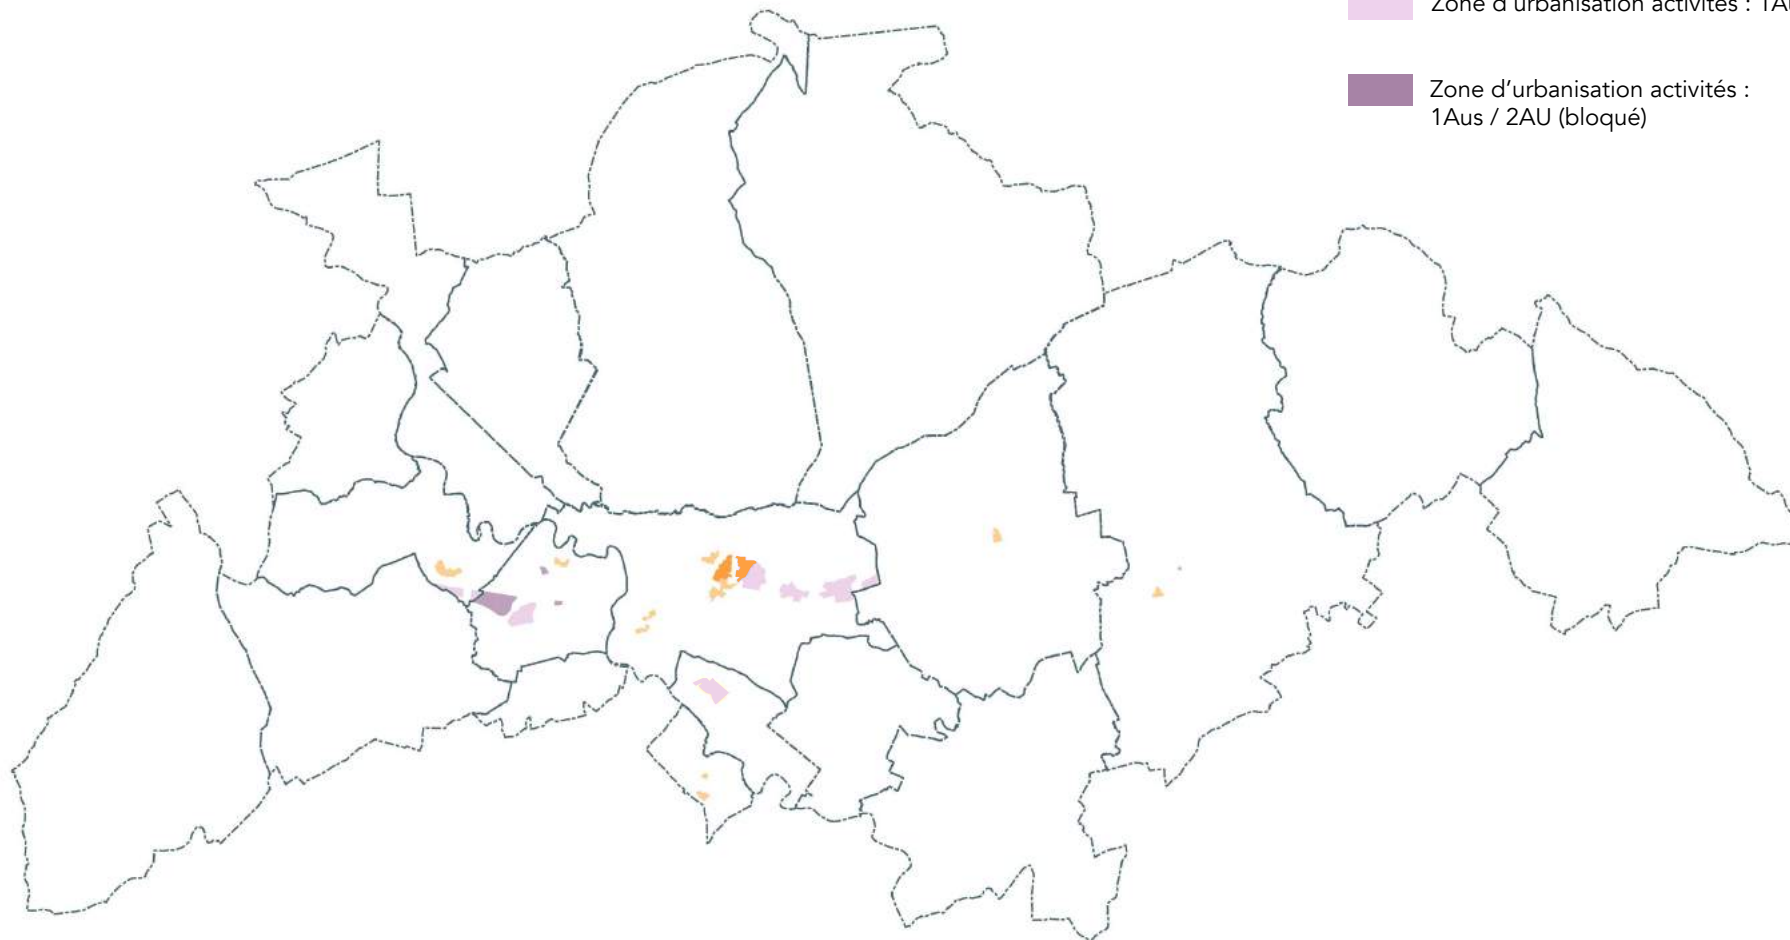 Zone d'urbanisation activités : 1Au
Zone d'urbanisation activités :
1Aus / 2AU (bloqué)